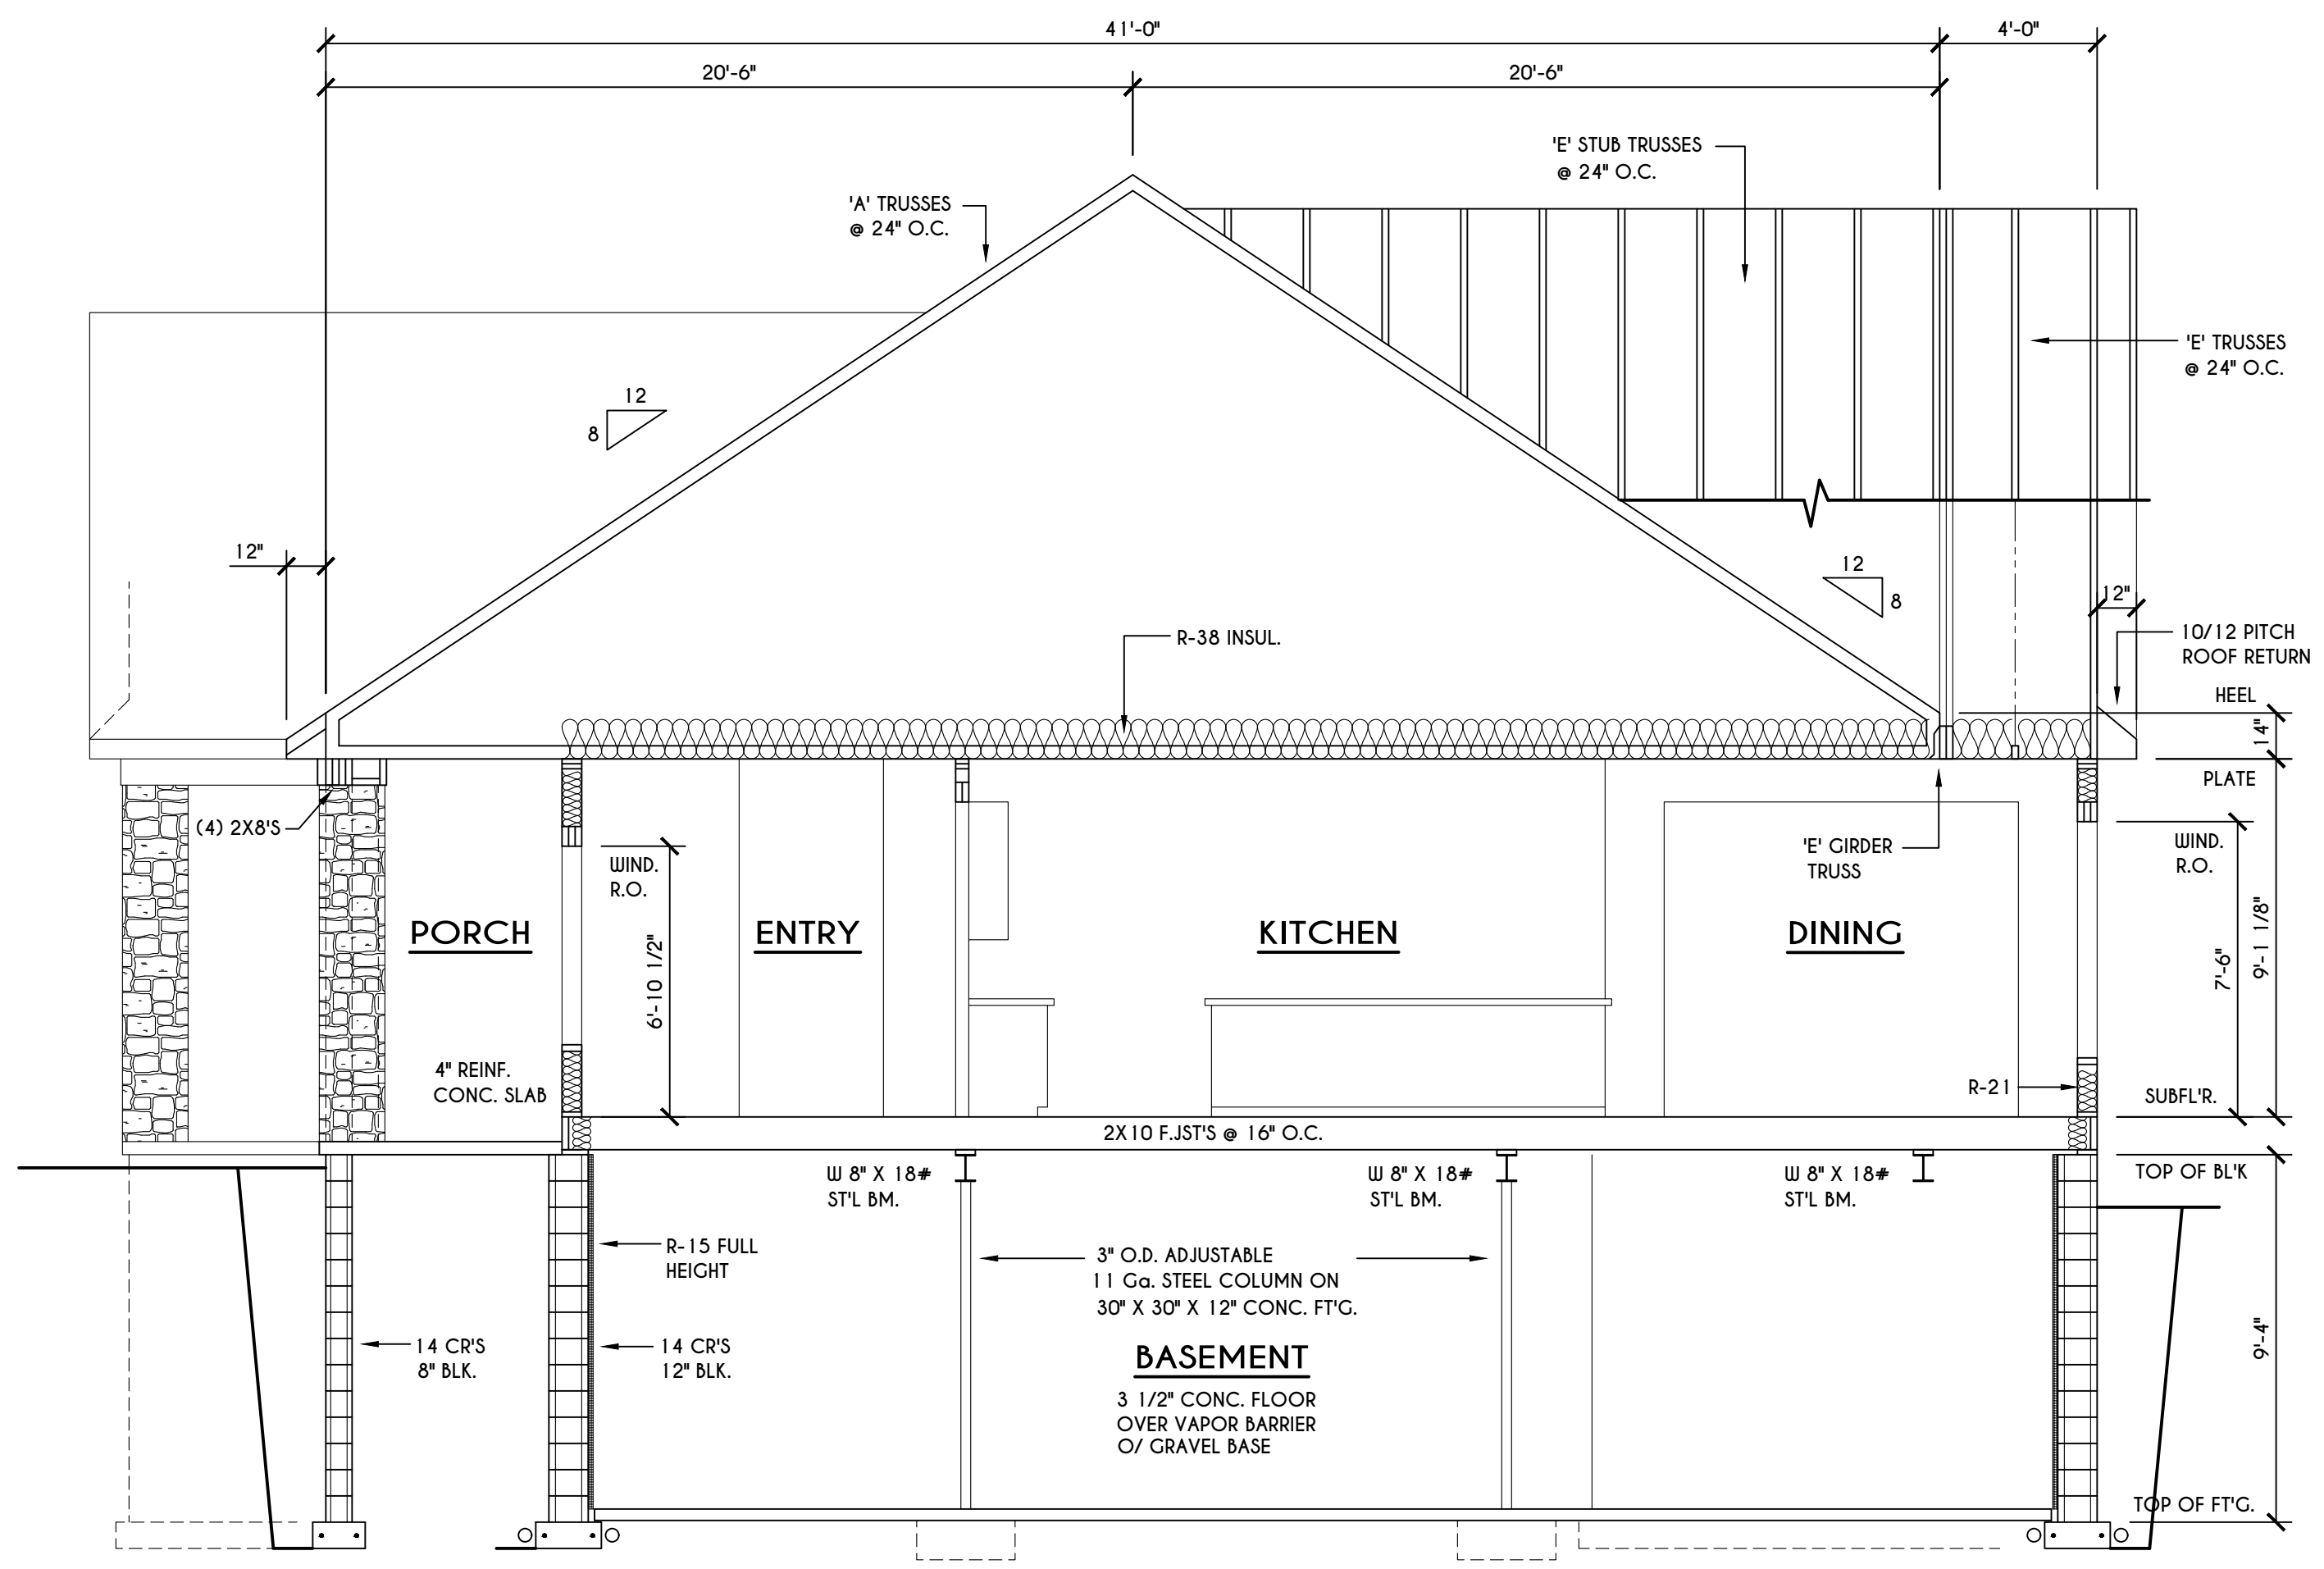 41'-0"
4'-0"
20'-6"
20'-6"
'E' STUB TRUSSES
@ 24" O.C.
'A' TRUSSES
@ 24" O.C.
'E' TRUSSES
@ 24" O.C.
12
8
12"
12
8
12"
10/12 PITCH
ROOF RETURN
R-38 INSUL.
HEEL
14"
PLATE
(4) 2X8'S
WIND.
R.O.
'E' GIRDER
TRUSS
WIND.
R.O.
PORCH
ENTRY
KITCHEN
DINING
6'-10 1/2"
7'-6"
9'-1 1/8"
4" REINF.
CONC. SLAB
R-21
SUBFL'R.
2X10 F.JST'S @ 16" O.C.
W 8" X 18#
ST'L BM.
W 8" X 18#
ST'L BM.
W 8" X 18#
ST'L BM.
TOP OF BL'K
R-15 FULL
HEIGHT
3" O.D. ADJUSTABLE
11 Ga. STEEL COLUMN ON
30" X 30" X 12" CONC. FT'G.
14 CR'S
8" BLK.
14 CR'S
12" BLK.
BASEMENT
3 1/2" CONC. FLOOR
OVER VAPOR BARRIER
O/ GRAVEL BASE
9'-4"
TOP OF FT'G.